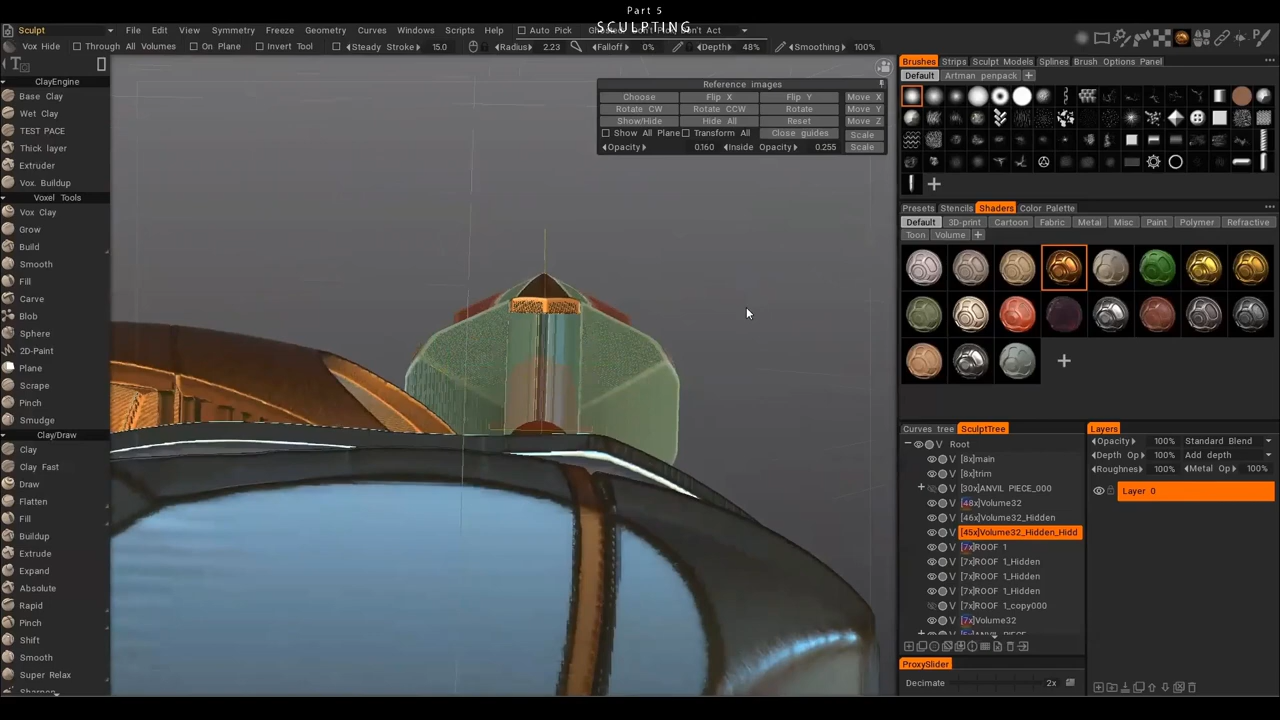 Part 5
SCULPTING
Sculpt File Edit View Symmetry Freeze Geometry Curves Windows Scripts Help Auto Pick Don't Act
Vox Hide Through All Volumes On Plane Invert Tool Steady Stroke 15.0 Radius 2.23 Falloff 0% Depth 48% Smoothing 100%
ClayEngine
Base Clay
Wet Clay
TEST PACE
Thick layer
Extruder
Vox. Buildup
Voxel Tools
Vox Clay
Grow
Build
Smooth
Fill
Carve
Blob
Sphere
2D-Paint
Plane
Scrape
Pinch
Smudge
Clay/Draw
Clay
Clay Fast
Draw
Flatten
Fill
Buildup
Extrude
Expand
Absolute
Rapid
Pinch
Shift
Smooth
Super Relax
Sharpen
Reference images
Choose Flip X Flip Y Move X
Rotate CW Rotate CCW Rotate Move Y
Show/Hide Hide All Reset Move Z
Show All Plane Transform All Close guides Scale
Opacity 0.160 Inside Opacity 0.255 Scale
Brushes Strips Sculpt Models Splines Brush Options Panel
Default Artman penpack
Presets Stencils Shaders Color Palette
Default 3D-print Cartoon Fabric Metal Misc Paint Polymer Refractive
Toon Volume
Curves tree SculptTree
Root
V [8x]main
V [8x]trim
V [30x]ANVIL PIECE_000
V [48x]Volume32
V [46x]Volume32_Hidden
V [45x]Volume32_Hidden_Hidd
V [7x]ROOF 1
V [7x]ROOF 1_Hidden
V [7x]ROOF 1_Hidden
V [7x]ROOF 1_Hidden
V [7x]ROOF 1_copy000
V [7x]Volume32
ProxySlider
Decimate 2x
Layers
Opacity 100% Standard Blend
Depth Op 100% Add depth
Roughness 100% Metal Op 100%
Layer 0